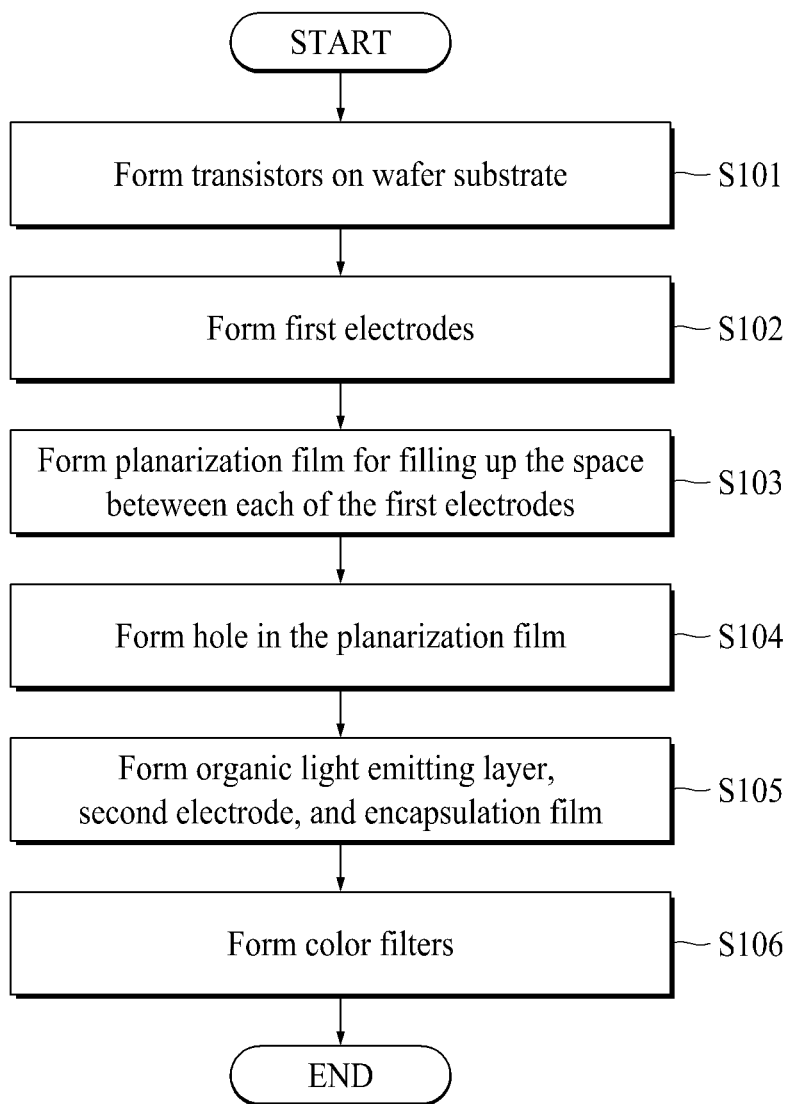 START
Form transistors on wafer substrate
S101
Form first electrodes
S102
Form planarization film for filling up the space
beteween each of the first electrodes
S103
Form hole in the planarization film
S104
Form organic light emitting layer,
second electrode, and encapsulation film
S105
Form color filters
S106
END